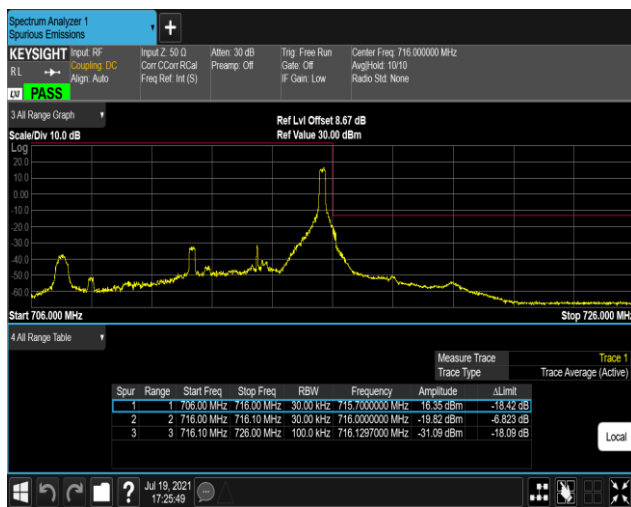 Spectrum Analyzer 1
Spurious Emissions
KEYSIGHT Input: RF Input Z: 50 Ω Atten: 30 dB Trig: Free Run Center Freq: 716.000000 MHz
RL Coupling: DC Corr CCorr RCal Preamp: Off Gate: Off Avg|Hold: 10/10
Align: Auto Freq Ref: Int (S) IF Gain: Low Radio Std: None
LXI PASS
3 All Range Graph
Ref Lvl Offset 8.67 dB
Scale/Div 10.0 dB Ref Value 30.00 dBm
Log
20.0
10.0
0.00
-10.0
-20.0
-30.0
-40.0
-50.0
-60.0
Start 706.000 MHz Stop 726.000 MHz
4 All Range Table
Measure Trace Trace 1
Trace Type Trace Average (Active)
Spur Range Start Freq Stop Freq RBW Frequency Amplitude ΔLimit
1 1 706.00 MHz 716.00 MHz 30.00 kHz 715.7000000 MHz 16.35 dBm -18.42 dB
2 2 716.00 MHz 716.10 MHz 30.00 kHz 716.0000000 MHz -19.82 dBm -6.823 dB
3 3 716.10 MHz 726.00 MHz 100.0 kHz 716.1297000 MHz -31.09 dBm -18.09 dB
Local
Jul 19, 2021
17:25:49